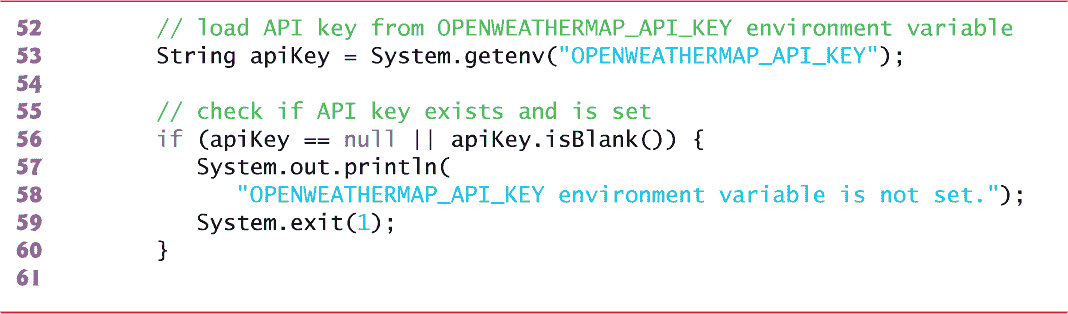 52 // load API key from OPENWEATHERMAP_API_KEY environment variable
53 String apiKey = System.getenv("OPENWEATHERMAP_API_KEY");
54
55 // check if API key exists and is set
56 if (apiKey == null || apiKey.isBlank()) {
57    System.out.println(
58       "OPENWEATHERMAP_API_KEY environment variable is not set.");
59    System.exit(1);
60 }
61